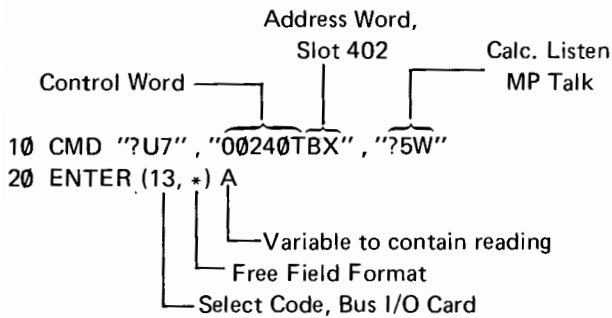 Address Word,
Slot 402
Calc. Listen
MP Talk
Control Word
10 CMD "?U7" , "00240TBX" , "?5W"
20 ENTER (13, *) A
Variable to contain reading
Free Field Format
Select Code, Bus I/O Card